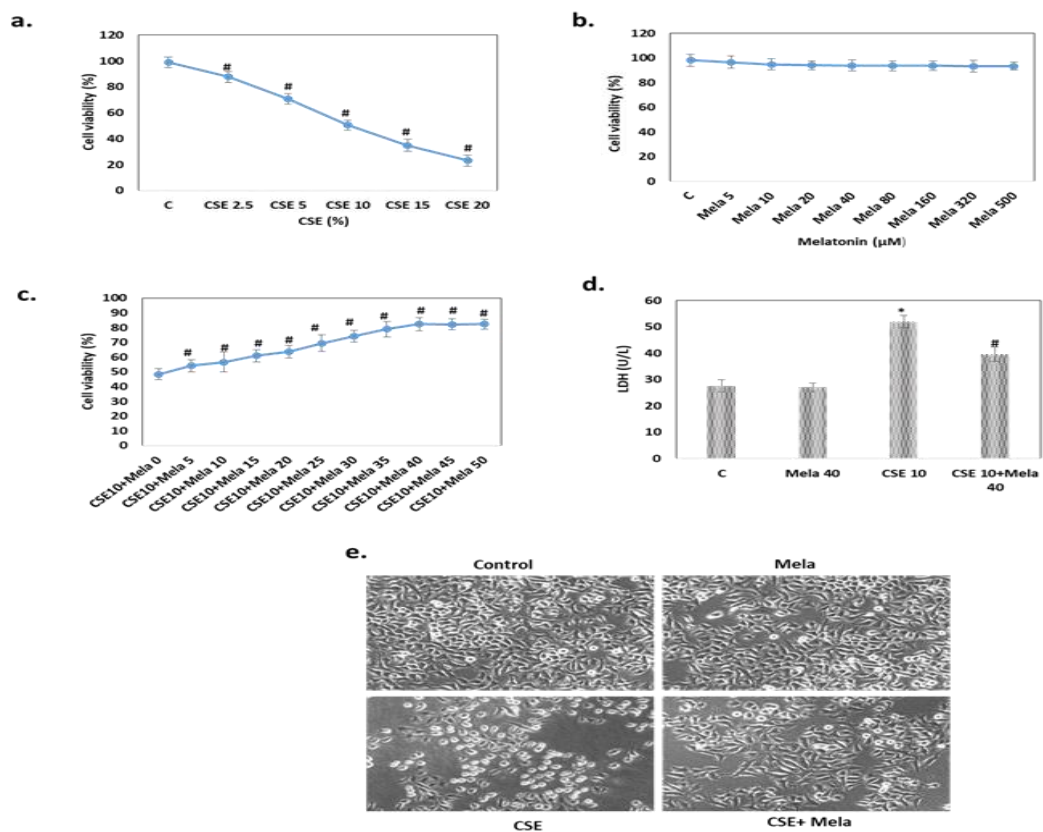 a.
120
100
80
60
40
20
0
Cell viability (%)
#
#
#
#
#
C CSE 2.5 CSE 5 CSE 10 CSE 15 CSE 20
CSE (%)
b.
120
100
80
60
40
20
0
Cell viability (%)
C Mela 5 Mela 10 Mela 20 Mela 40 Mela 80 Mela 160 Mela 320 Mela 500
Melatonin (µM)
c.
100
90
80
70
60
50
40
30
20
10
0
Cell viability (%)
# # # # # # # # # #
CSE10+Mela 0 CSE10+Mela 5 CSE10+Mela 10 CSE10+Mela 15 CSE10+Mela 20 CSE10+Mela 25 CSE10+Mela 30 CSE10+Mela 35 CSE10+Mela 40 CSE10+Mela 45 CSE10+Mela 50
d.
60
50
40
30
20
10
0
LDH (U/L)
*
#
C Mela 40 CSE 10 CSE 10+Mela
40
e.
Control Mela
CSE CSE+ Mela